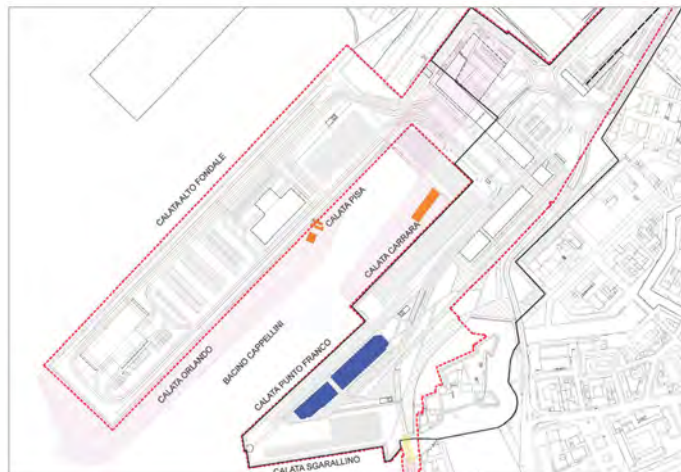 CALATA ALTO FONDALE
CALATA PISA
CALATA CARRARA
CALATA ORLANDO
BACINO CAPPELLINI
CALATA PUNTO FRANCO
CALATA SGARALLINO